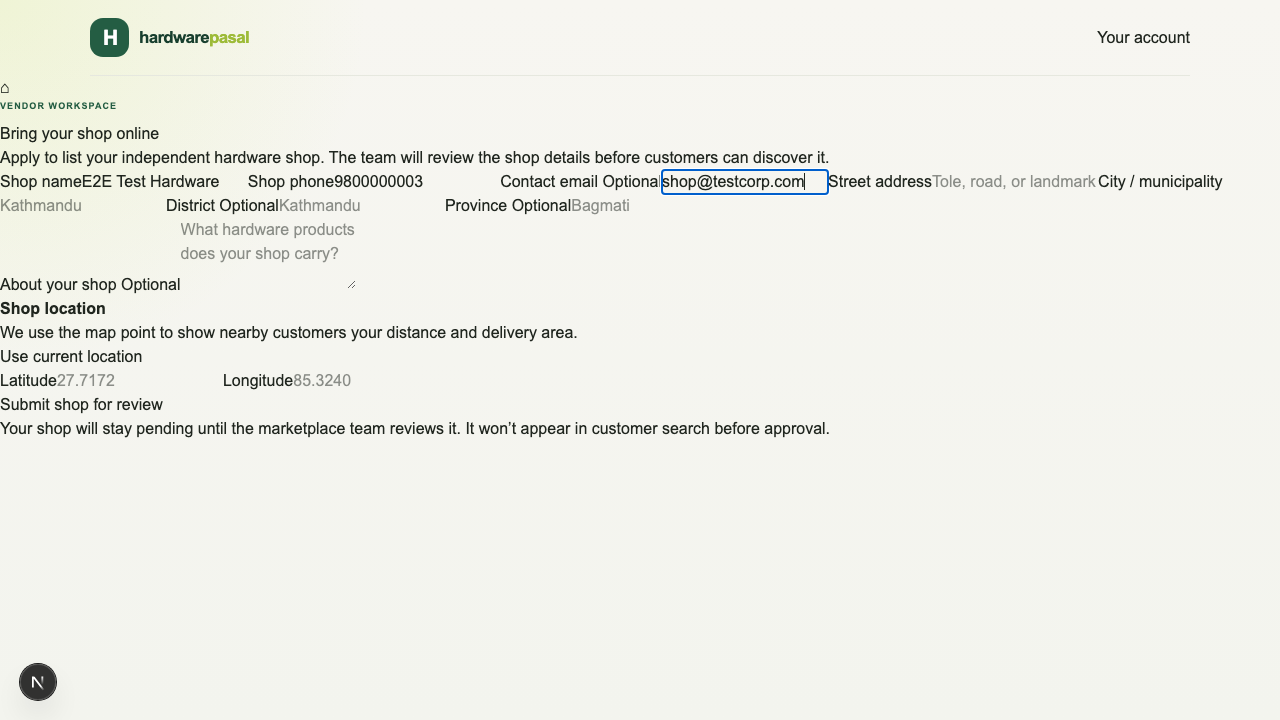 H hardwarepasal Your account
⌂
VENDOR WORKSPACE
Bring your shop online
Apply to list your independent hardware shop. The team will review the shop details before customers can discover it.
Shop name E2E Test Hardware Shop phone 9800000003 Contact email Optional shop@testcorp.com Street address Tole, road, or landmark City / municipality
Kathmandu District Optional Kathmandu Province Optional Bagmati
What hardware products
does your shop carry?
About your shop Optional
Shop location
We use the map point to show nearby customers your distance and delivery area.
Use current location
Latitude 27.7172 Longitude 85.3240
Submit shop for review
Your shop will stay pending until the marketplace team reviews it. It won’t appear in customer search before approval.
N